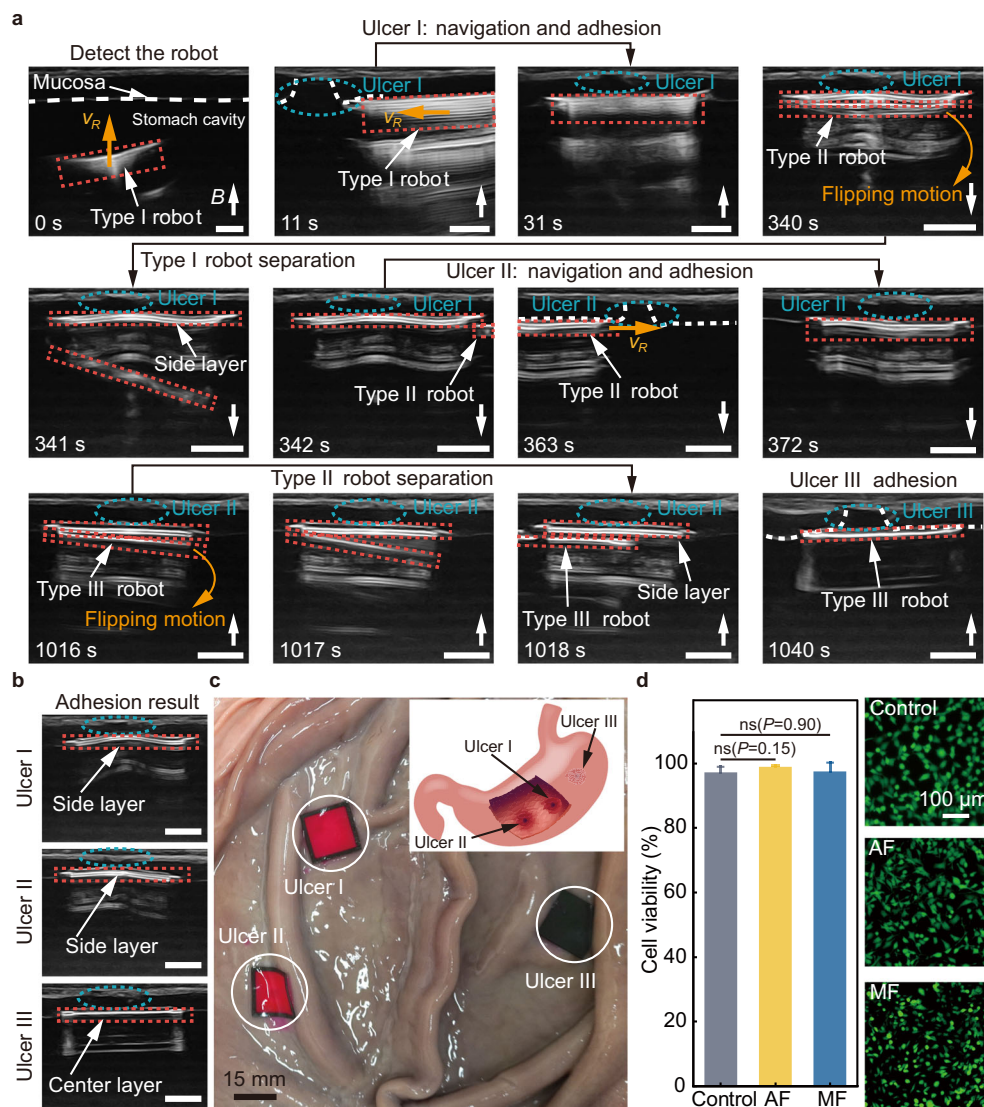 a
Ulcer I: navigation and adhesion
Detect the robot
Mucosa
Stomach cavity
v_R
Type I robot
B
0 s
Ulcer I
v_R
Type I robot
11 s
Ulcer I
31 s
Ulcer I
Type II robot
Flipping motion
340 s
Type I robot separation
Ulcer II: navigation and adhesion
Ulcer I
Side layer
341 s
Ulcer I
Type II robot
342 s
Ulcer II
v_R
Type II robot
363 s
Ulcer II
372 s
Type II robot separation
Ulcer III adhesion
Ulcer II
Type III robot
Flipping motion
1016 s
Ulcer II
1017 s
Ulcer II
Side layer
Type III robot
1018 s
Ulcer III
Type III robot
1040 s
b
Adhesion result
Ulcer I
Side layer
Ulcer II
Side layer
Ulcer III
Center layer
c
Ulcer III
Ulcer I
Ulcer II
Ulcer I
Ulcer II
Ulcer III
15 mm
d
ns(P=0.90)
ns(P=0.15)
Cell viability (%)
100
80
60
40
20
0
Control
AF
MF
Control
100 μm
AF
MF